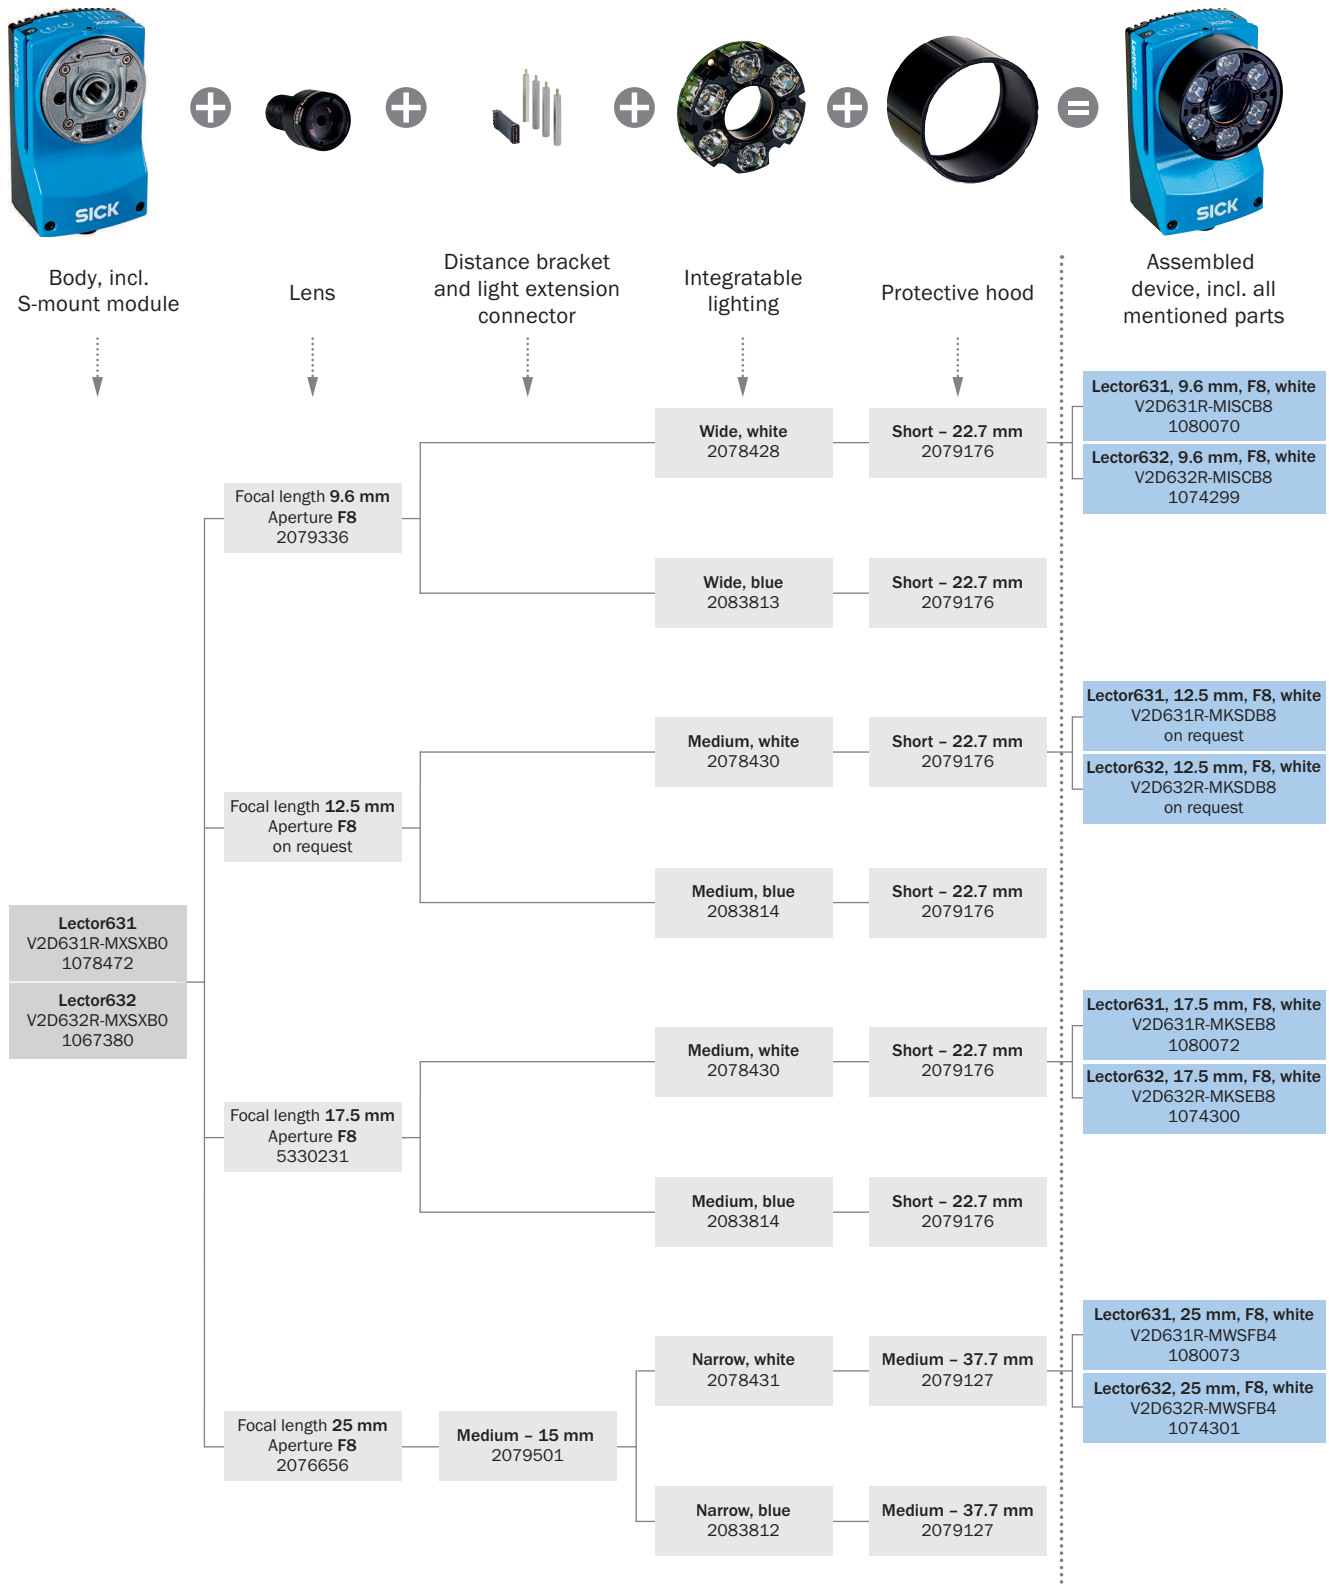 SICK
SICK
SICK
SICK
Body, incl.
S-mount module
Lens
Distance bracket
and light extension
connector
Integratable
lighting
Protective hood
Assembled
device, incl. all
mentioned parts
Lector631
V2D631R-MXSXB0
1078472
Lector632
V2D632R-MXSXB0
1067380
Focal length 9.6 mm
Aperture F8
2079336
Wide, white
2078428
Short – 22.7 mm
2079176
Lector631, 9.6 mm, F8, white
V2D631R-MISCB8
1080070
Lector632, 9.6 mm, F8, white
V2D632R-MISCB8
1074299
Wide, blue
2083813
Short – 22.7 mm
2079176
Focal length 12.5 mm
Aperture F8
on request
Medium, white
2078430
Short – 22.7 mm
2079176
Lector631, 12.5 mm, F8, white
V2D631R-MKSDB8
on request
Lector632, 12.5 mm, F8, white
V2D632R-MKSDB8
on request
Medium, blue
2083814
Short – 22.7 mm
2079176
Focal length 17.5 mm
Aperture F8
5330231
Medium, white
2078430
Short – 22.7 mm
2079176
Lector631, 17.5 mm, F8, white
V2D631R-MKSEB8
1080072
Lector632, 17.5 mm, F8, white
V2D632R-MKSEB8
1074300
Medium, blue
2083814
Short – 22.7 mm
2079176
Focal length 25 mm
Aperture F8
2076656
Medium – 15 mm
2079501
Narrow, white
2078431
Medium – 37.7 mm
2079127
Lector631, 25 mm, F8, white
V2D631R-MWSFB4
1080073
Lector632, 25 mm, F8, white
V2D632R-MWSFB4
1074301
Narrow, blue
2083812
Medium – 37.7 mm
2079127